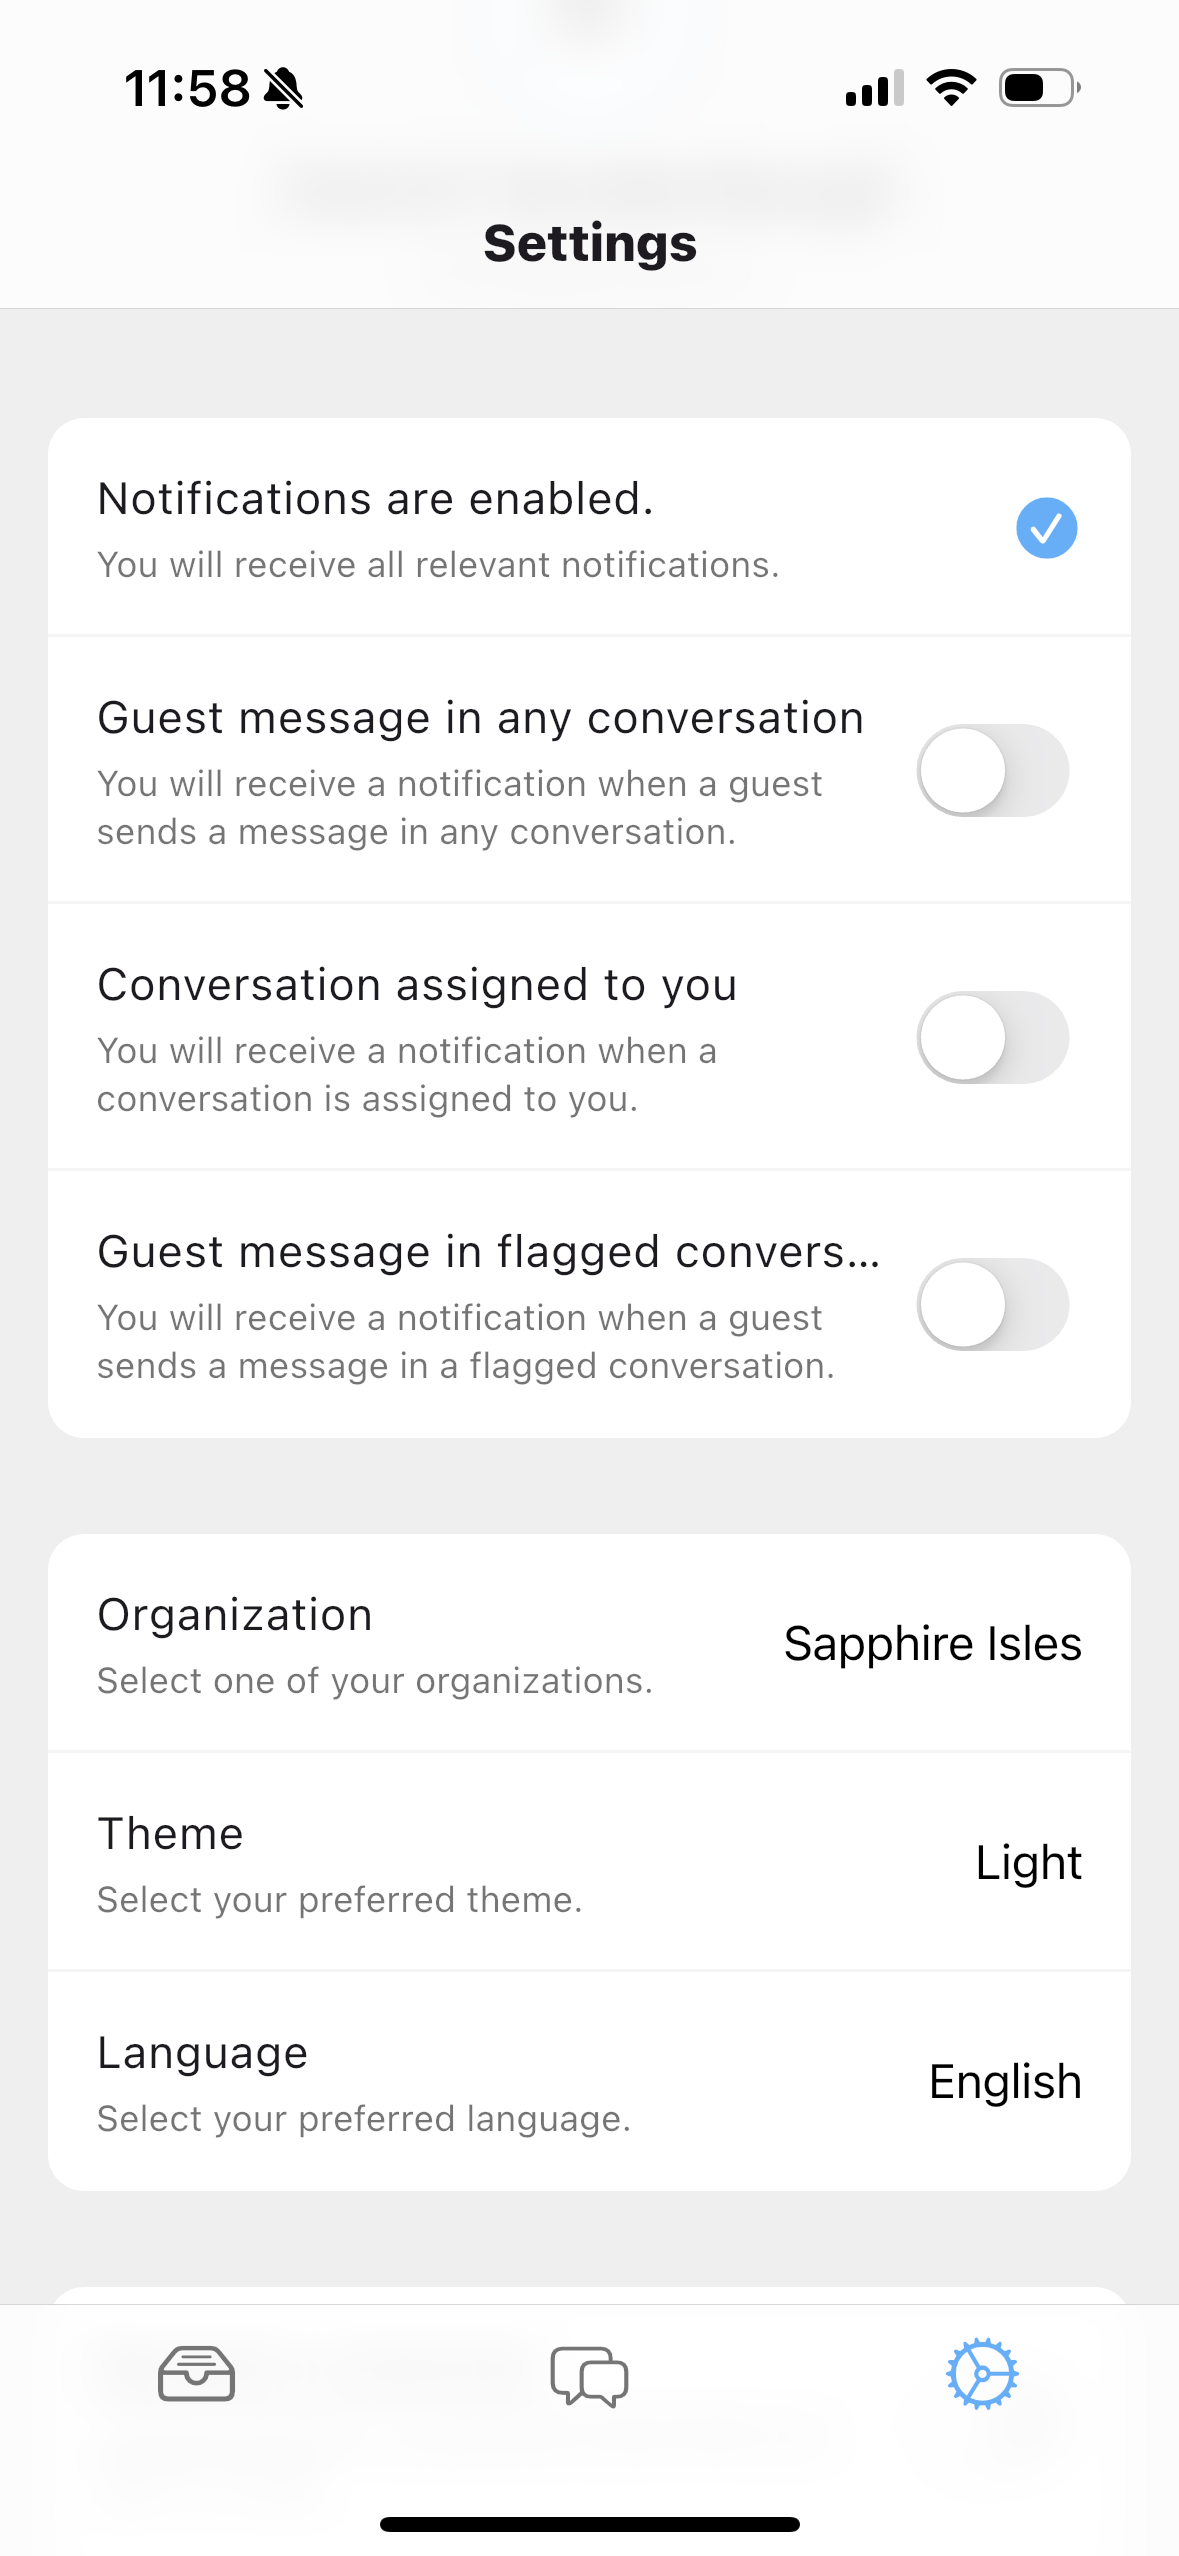 11:58
Settings
Notifications are enabled.
You will receive all relevant notifications.
Guest message in any conversation
You will receive a notification when a guest
sends a message in any conversation.
Conversation assigned to you
You will receive a notification when a
conversation is assigned to you.
Guest message in flagged convers...
You will receive a notification when a guest
sends a message in a flagged conversation.
Organization
Sapphire Isles
Select one of your organizations.
Theme
Light
Select your preferred theme.
Language
English
Select your preferred language.